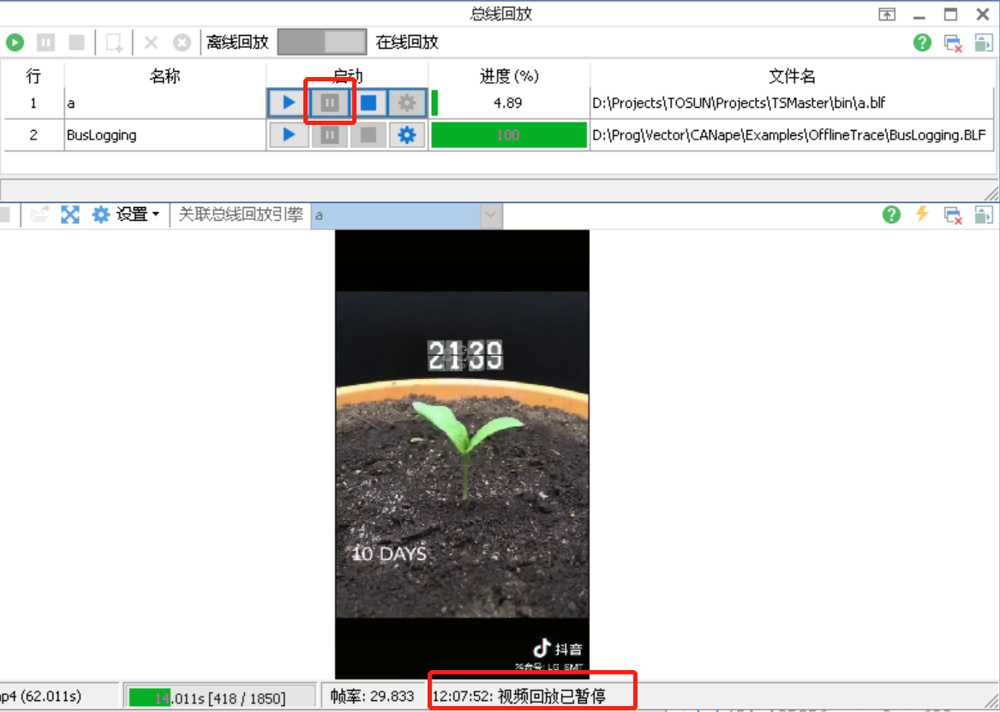 总线回放
离线回放 在线回放
行 名称 启动 进度(%) 文件名
1 a 4.89 D:\Projects\TOSUN\Projects\TSMaster\bin\a.blf
2 BusLogging 100 D:\Prog\Vector\CANape\Examples\OfflineTrace\BusLogging.BLF
设置 关联总线回放引擎 a
21:39
10 DAYS
抖音
抖音号: LG_SMT
p4 (62.011s) 14.011s [418 / 1850] 帧率: 29.833 12:07:52: 视频回放已暂停